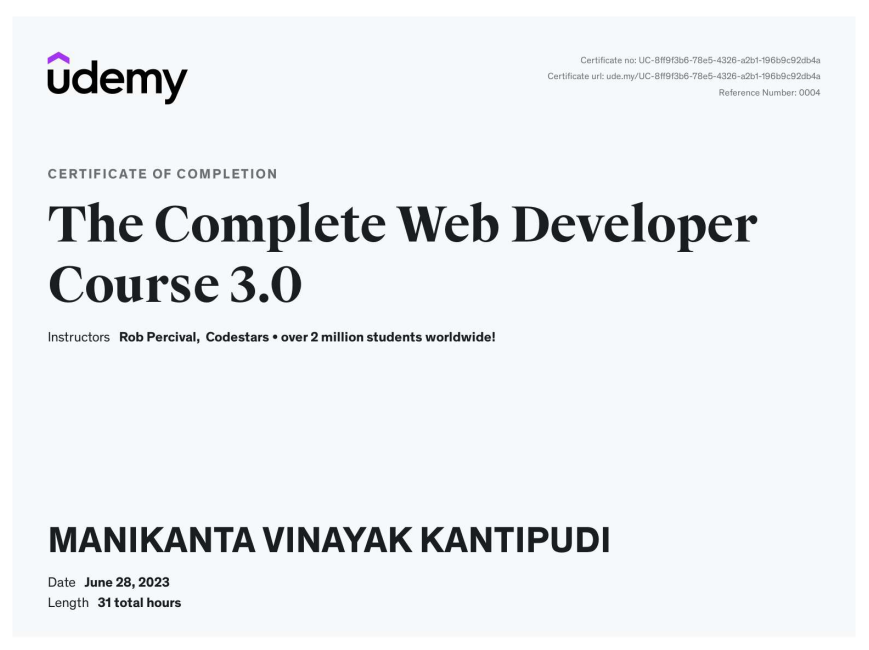 udemy
Certificate no: UC-8ff9f3b6-78e5-4326-a2b1-196b9c92db4a
Certificate url: ude.my/UC-8ff9f3b6-78e5-4326-a2b1-196b9c92db4a
Reference Number: 0004
CERTIFICATE OF COMPLETION
The Complete Web Developer
Course 3.0
Instructors Rob Percival, Codestars • over 2 million students worldwide!
MANIKANTA VINAYAK KANTIPUDI
Date June 28, 2023
Length 31 total hours